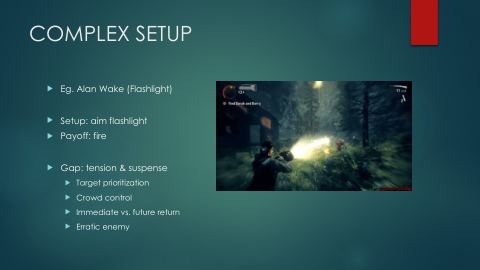 COMPLEX SETUP
Eg. Alan Wake (Flashlight)
Setup: aim flashlight
Payoff: fire
Gap: tension & suspense
Target prioritization
Crowd control
Immediate vs. future return
Erratic enemy